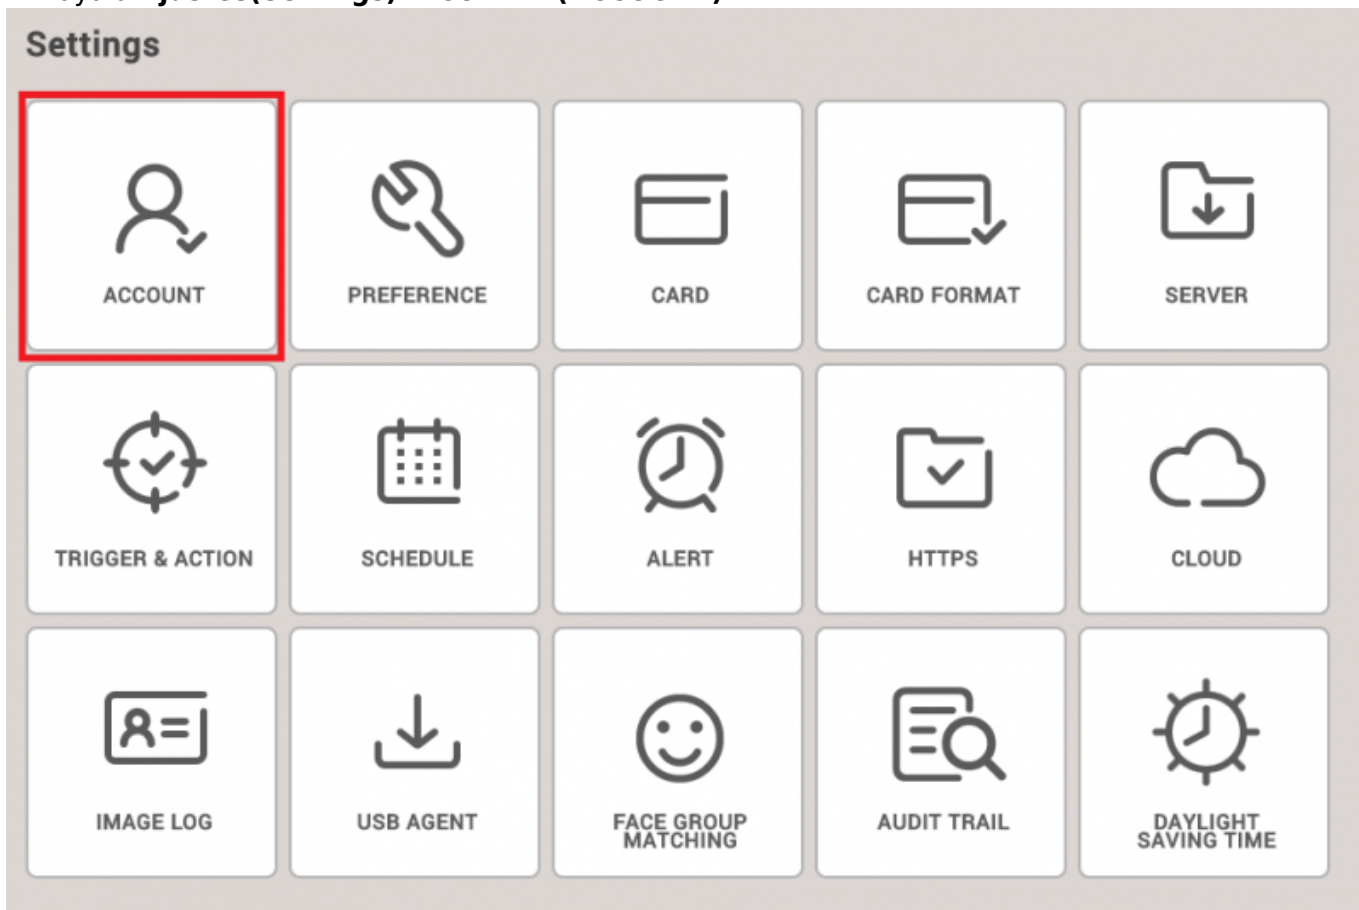 Settings
ACCOUNT
PREFERENCE
CARD
CARD FORMAT
SERVER
TRIGGER & ACTION
SCHEDULE
ALERT
HTTPS
CLOUD
IMAGE LOG
USB AGENT
FACE GROUP
MATCHING
AUDIT TRAIL
DAYLIGHT
SAVING TIME